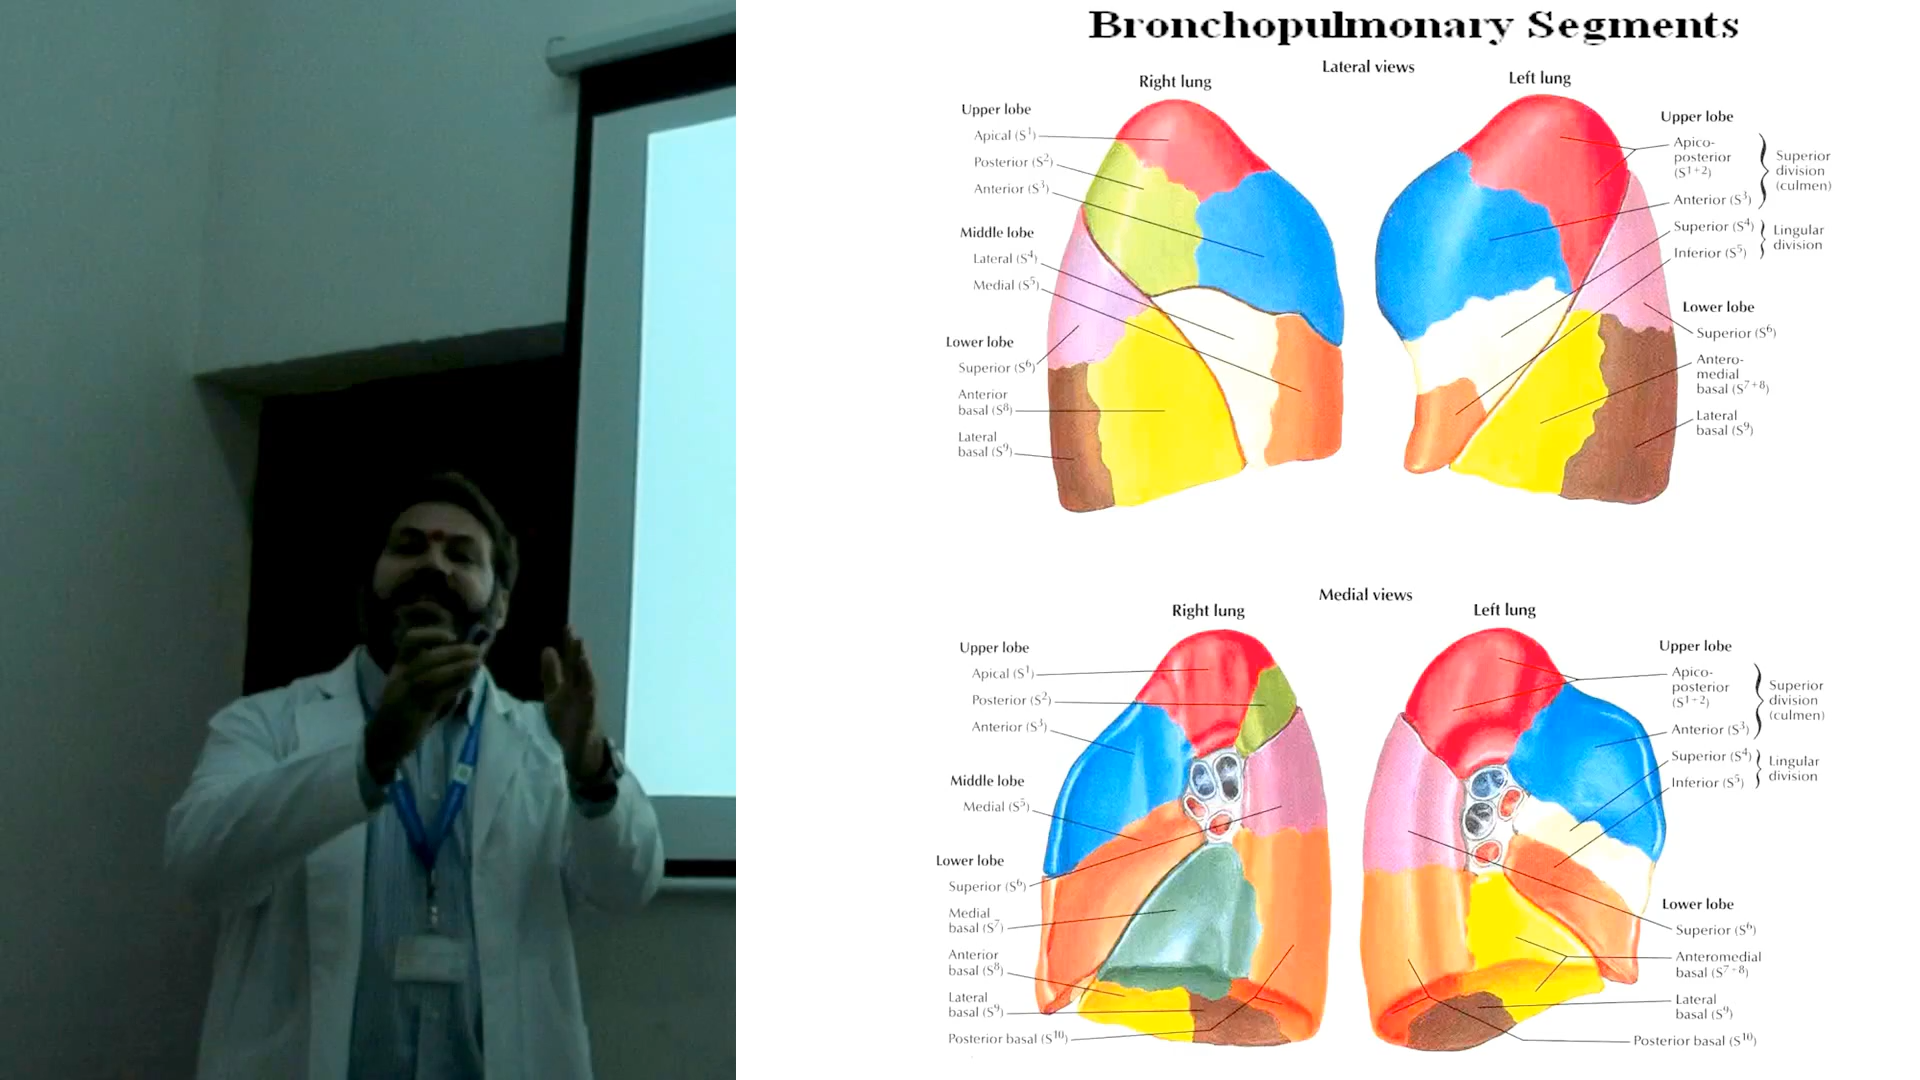 Bronchopulmonary Segments
Lateral views
Right lung
Left lung
Upper lobe
Apical (S¹)
Posterior (S²)
Anterior (S³)
Middle lobe
Lateral (S⁴)
Medial (S⁵)
Lower lobe
Superior (S⁶)
Anterior
basal (S⁸)
Lateral
basal (S⁹)
Upper lobe
Apico-
posterior
(S¹⁺²)
Anterior (S³)
Superior
division
(culmen)
Superior (S⁴)
Inferior (S⁵)
Lingular
division
Lower lobe
Superior (S⁶)
Antero-
medial
basal (S⁷⁺⁸)
Lateral
basal (S⁹)
Medial views
Right lung
Left lung
Upper lobe
Apical (S¹)
Posterior (S²)
Anterior (S³)
Middle lobe
Medial (S⁵)
Lower lobe
Superior (S⁶)
Medial
basal (S⁷)
Anterior
basal (S⁸)
Lateral
basal (S⁹)
Posterior basal (S¹⁰)
Upper lobe
Apico-
posterior
(S¹⁺²)
Anterior (S³)
Superior
division
(culmen)
Superior (S⁴)
Inferior (S⁵)
Lingular
division
Lower lobe
Superior (S⁶)
Anteromedial
basal (S⁷⁺⁸)
Lateral
basal (S⁹)
Posterior basal (S¹⁰)